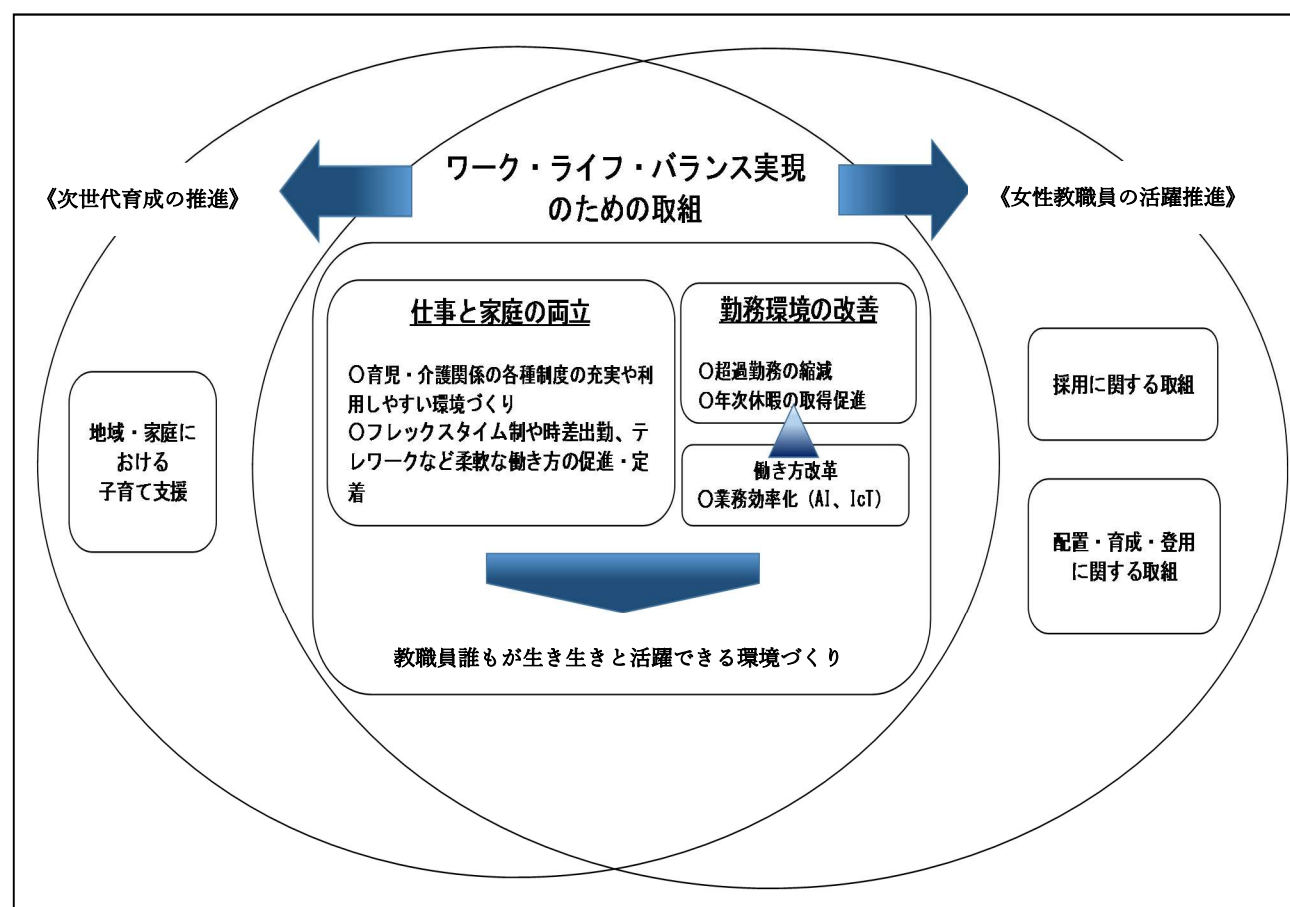 ワーク・ライフ・バランス実現
のための取組
《次世代育成の推進》
《女性教職員の活躍推進》
仕事と家庭の両立
○育児・介護関係の各種制度の充実や利
用しやすい環境づくり
○フレックスタイム制や時差出勤、テ
レワークなど柔軟な働き方の促進・定
着
勤務環境の改善
○超過勤務の縮減
○年次休暇の取得促進
働き方改革
○業務効率化（AI、IcT）
地域・家庭に
おける
子育て支援
採用に関する取組
配置・育成・登用
に関する取組
教職員誰もが生き生きと活躍できる環境づくり